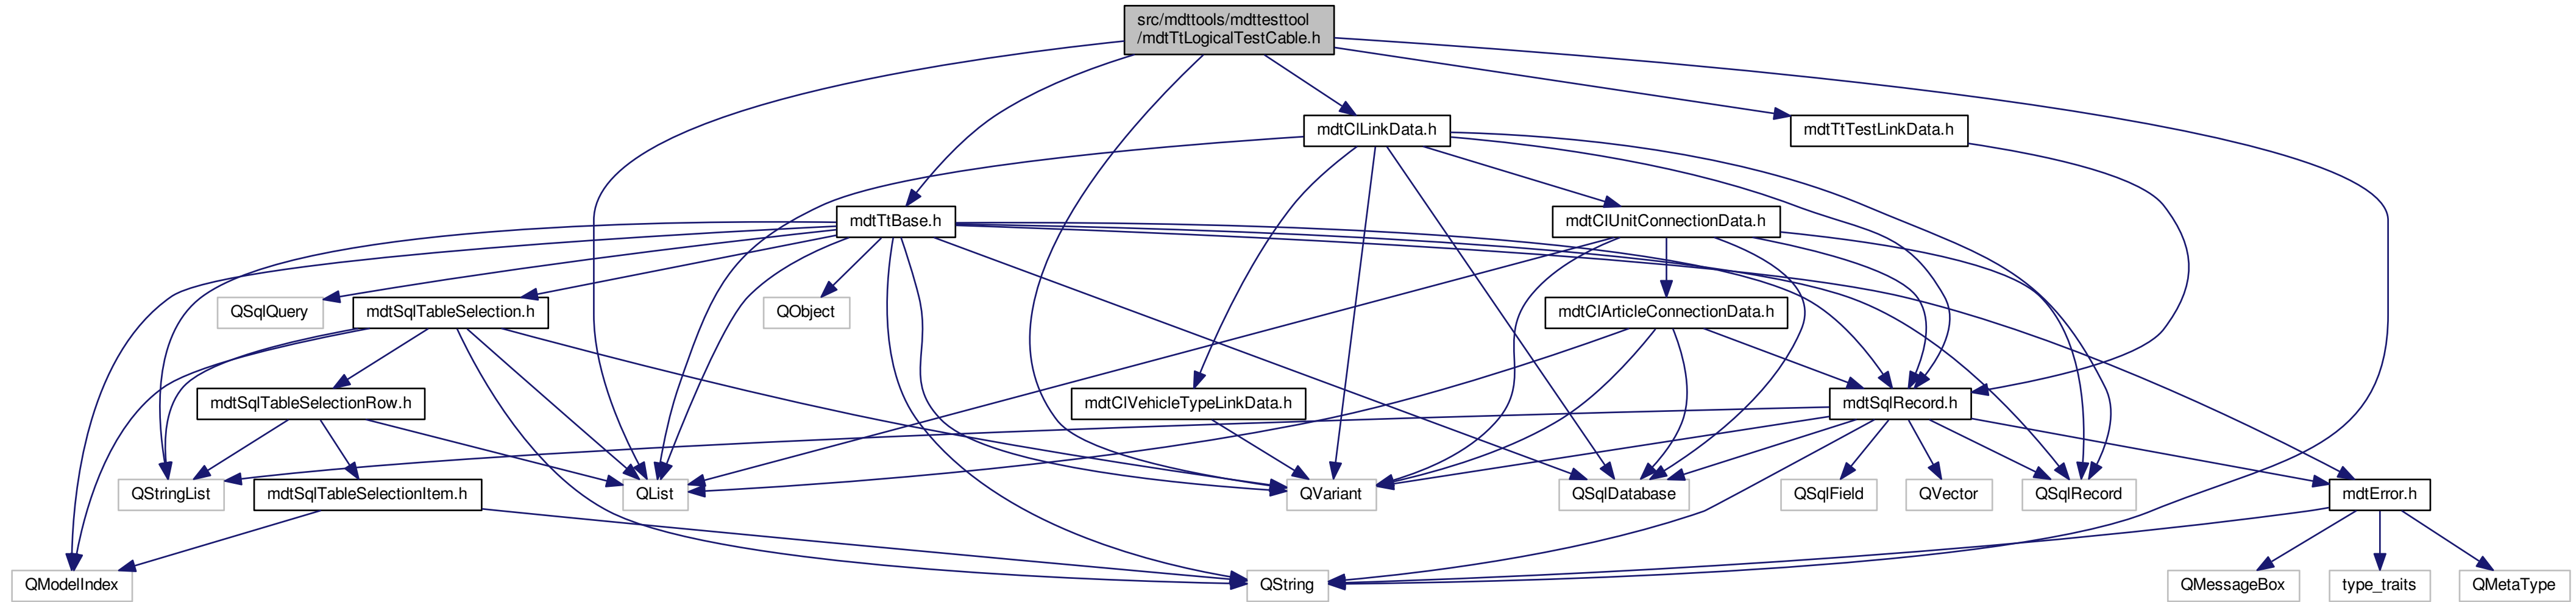 src/mdttools/mdttesttool
/mdtTtLogicalTestCable.h
mdtClLinkData.h
mdtTtTestLinkData.h
mdtTtBase.h
mdtClUnitConnectionData.h
QSqlQuery
mdtSqlTableSelection.h
QObject
mdtClArticleConnectionData.h
mdtSqlTableSelectionRow.h
mdtClVehicleTypeLinkData.h
mdtSqlRecord.h
QStringList
mdtSqlTableSelectionItem.h
QList
QVariant
QSqlDatabase
QSqlField
QVector
QSqlRecord
mdtError.h
QModelIndex
QString
QMessageBox
type_traits
QMetaType